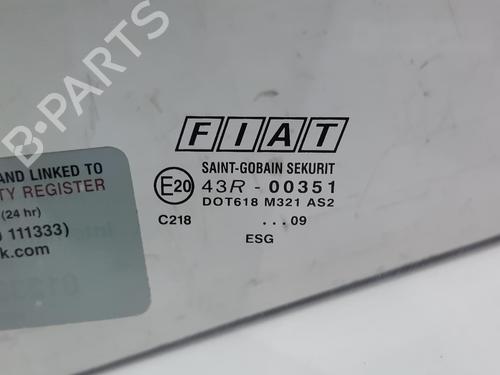 B-PARTS
FIAT
SAINT-GOBAIN SEKURIT
E20 43R - 00351
DOT618 M321 AS2
C218 ...09
ESG
AND LINKED TO
TY REGISTER
(24 hr)
111333)
k.com